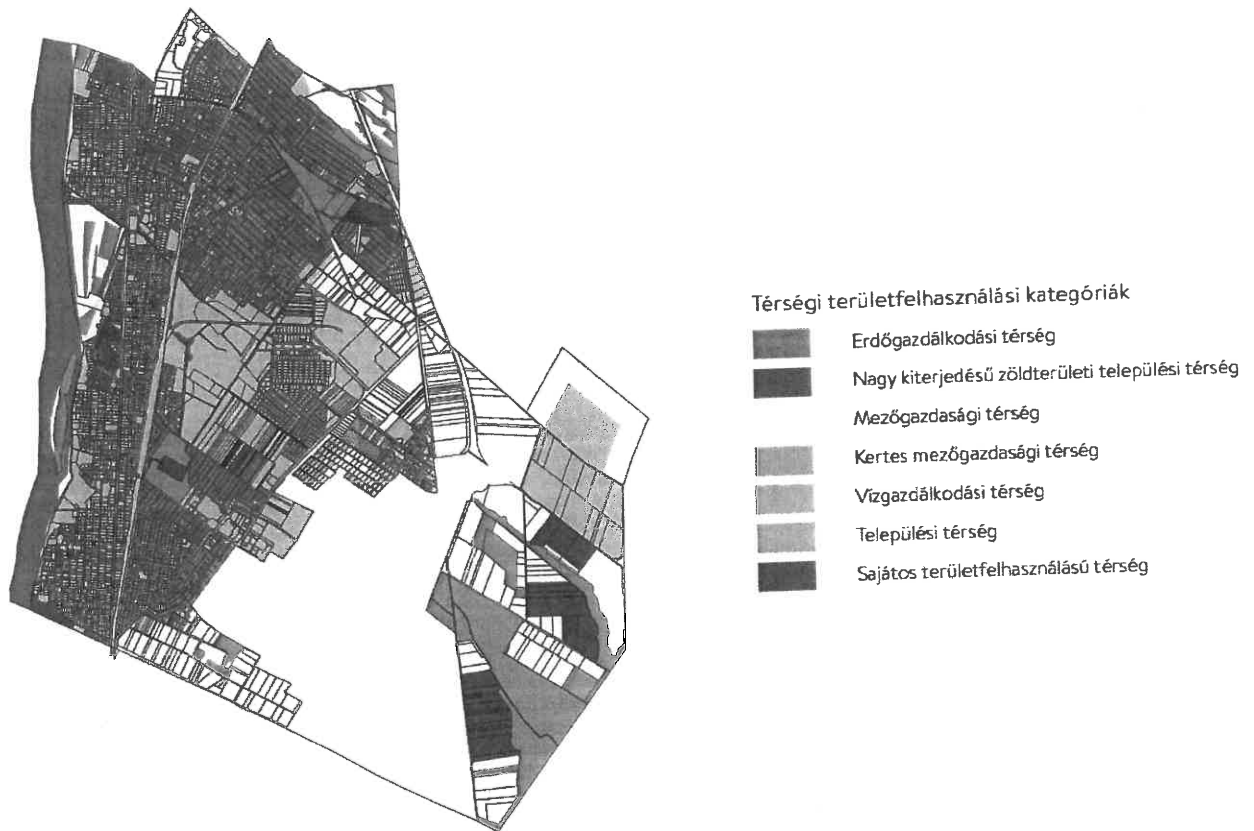 Térségi területfelhasználási kategóriák
Erdőgazdálkodási térség
Nagy kiterjedésű zöldterületi települési térség
Mezőgazdasági térség
Kertes mezőgazdasági térség
Vízgazdálkodási térség
Települési térség
Sajátos területfelhasználású térség